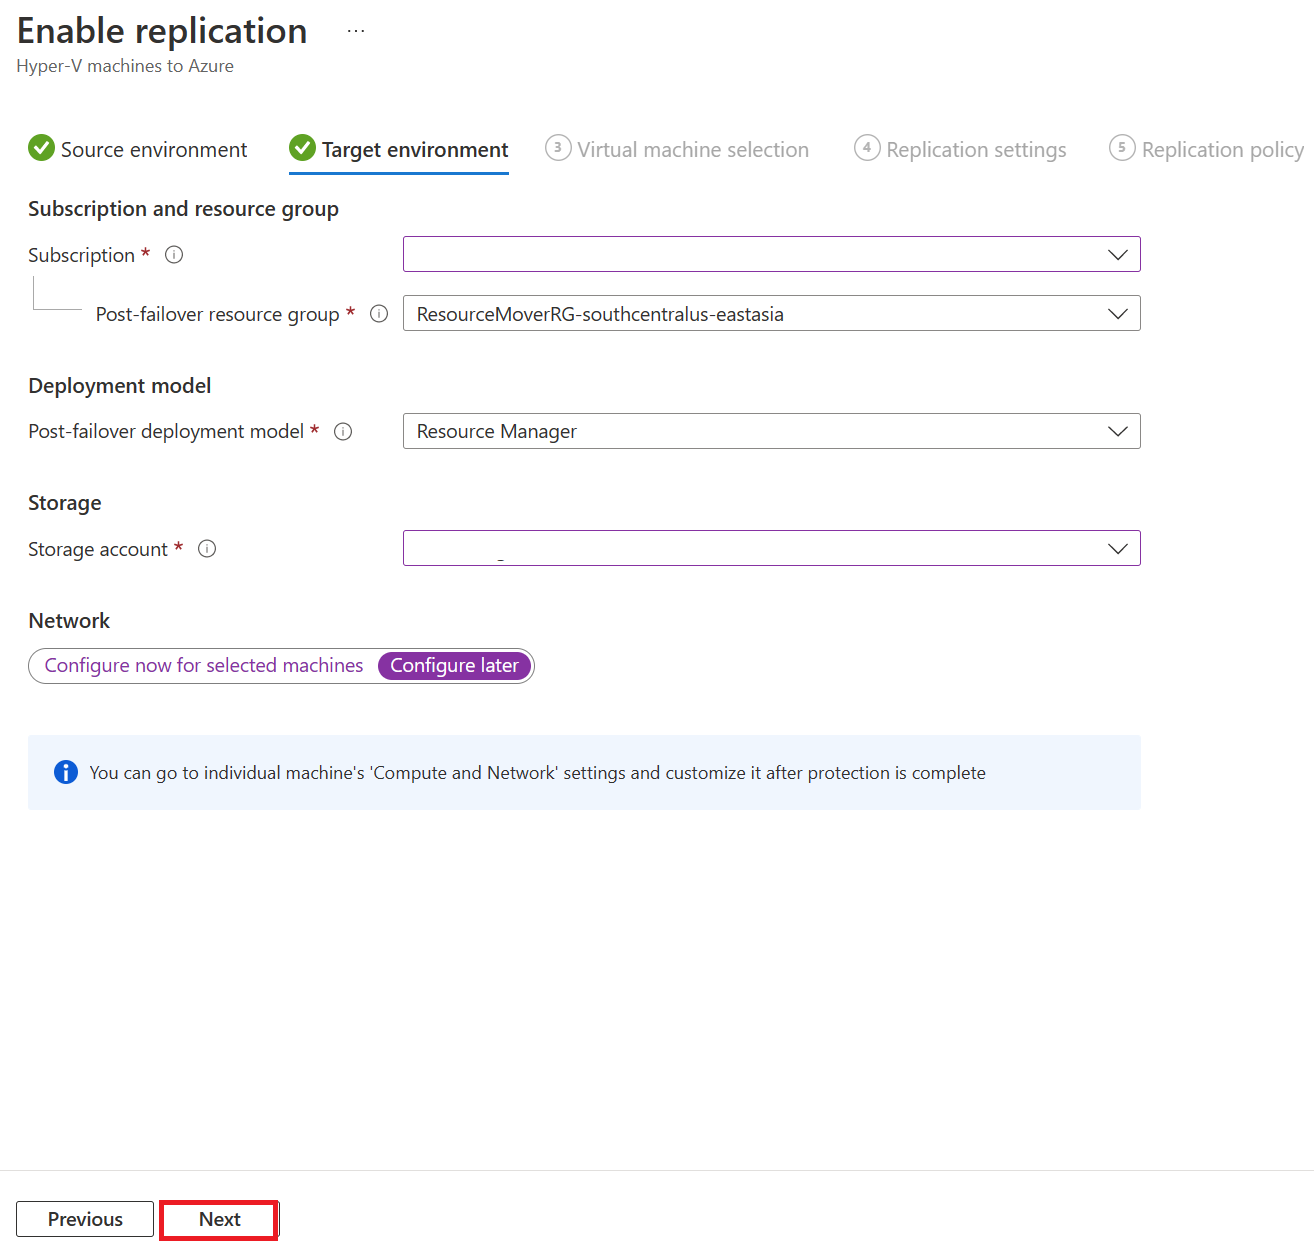 Enable replication ...
Hyper-V machines to Azure
Source environment Target environment 3 Virtual machine selection 4 Replication settings 5 Replication policy
Subscription and resource group
Subscription *
Post-failover resource group * ResourceMoverRG-southcentralus-eastasia
Deployment model
Post-failover deployment model * Resource Manager
Storage
Storage account *
Network
Configure now for selected machines Configure later
You can go to individual machine's 'Compute and Network' settings and customize it after protection is complete
Previous Next